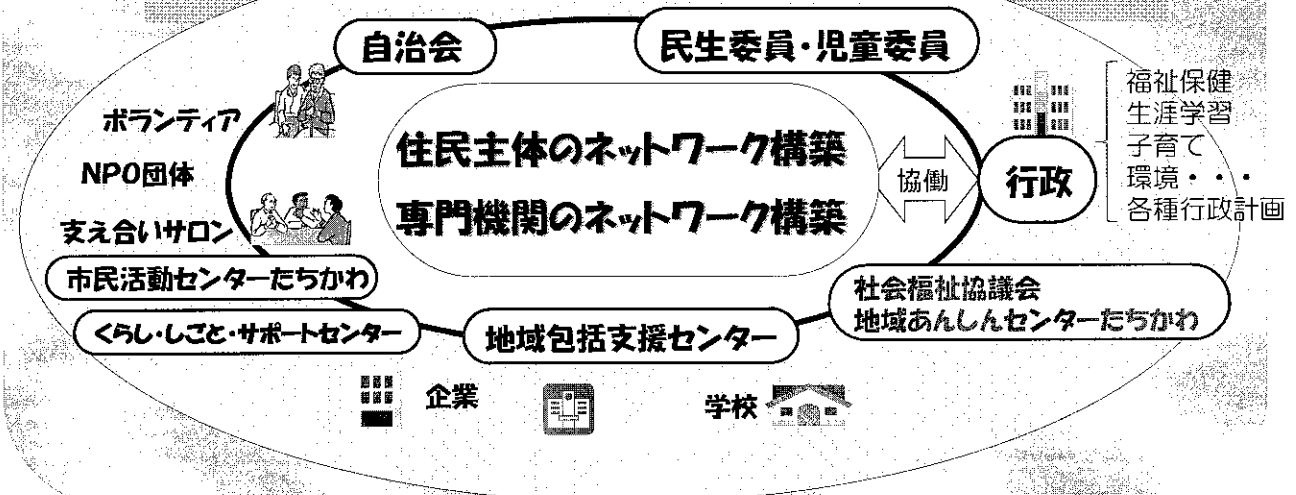 自治会
民生委員・児童委員
ボランティア
NPO団体
支え合いサロン
住民主体のネットワーク構築
専門機関のネットワーク構築
協働
行政
福祉保健
生涯学習
子育て
環境・・・
各種行政計画
市民活動センターたちかわ
くらし・しごと・サポートセンター
地域包括支援センター
社会福祉協議会
地域あんしんセンターたちかわ
企業
学校